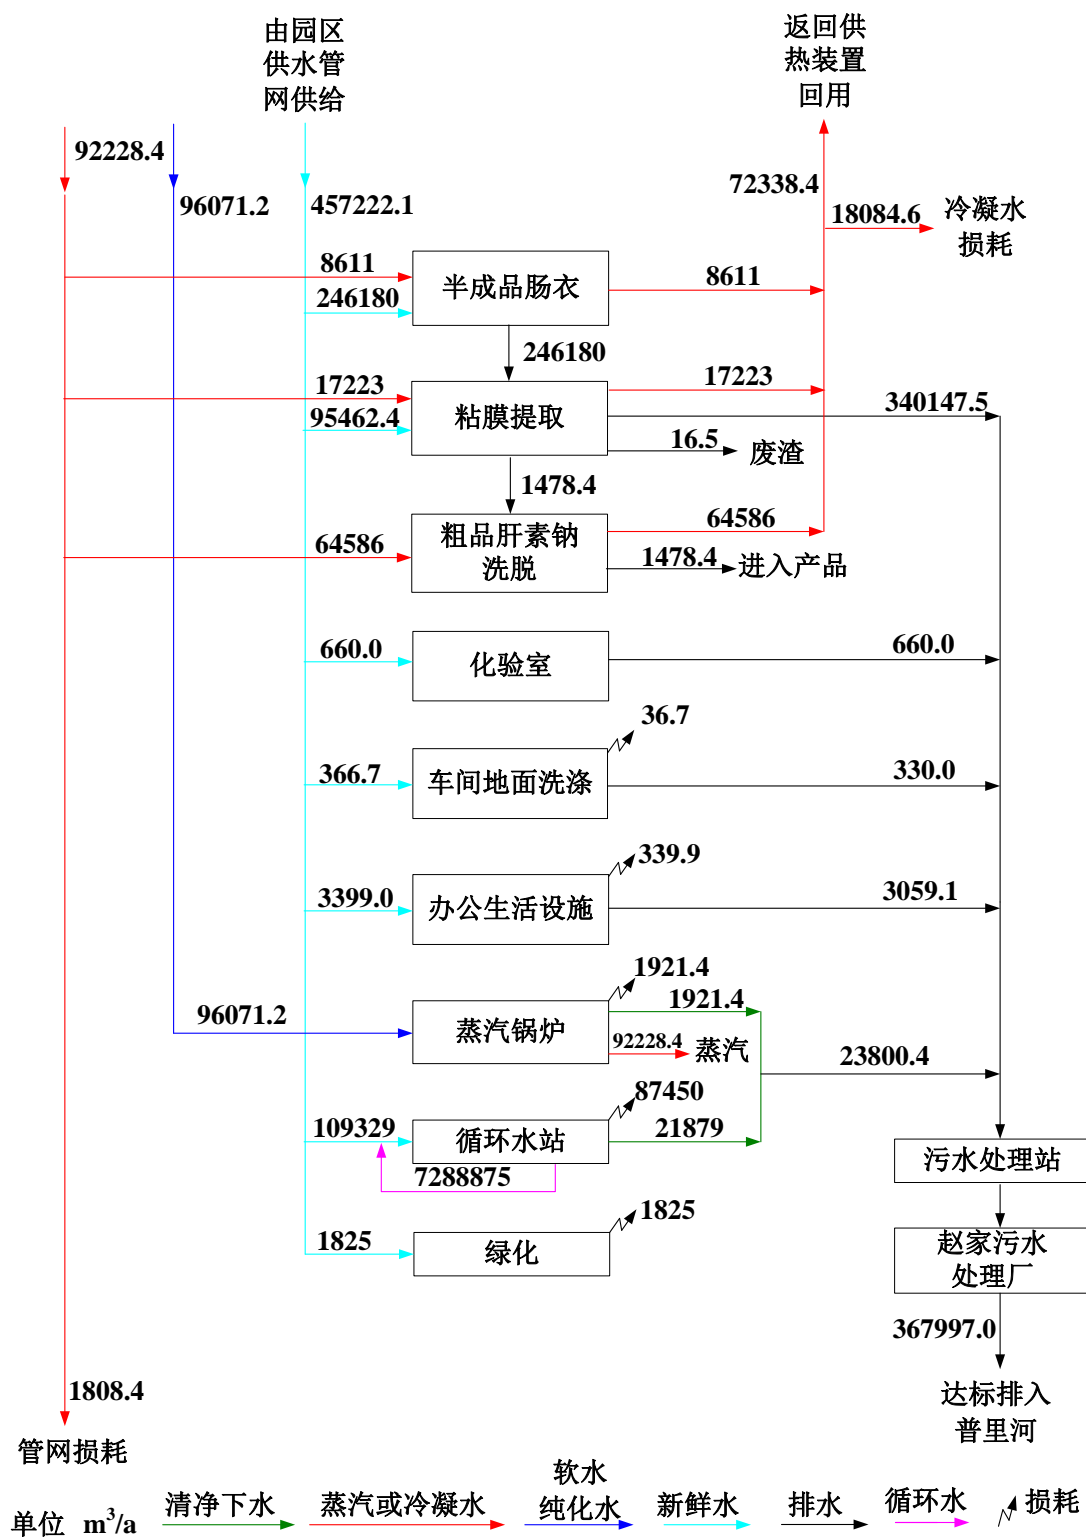 由园区
供水管
网供给
返回供
热装置
回用
92228.4
96071.2
457222.1
72338.4
18084.6
冷凝水
损耗
8611
246180
半成品肠衣
8611
246180
17223
95462.4
粘膜提取
17223
340147.5
16.5
废渣
1478.4
64586
粗品肝素钠
洗脱
64586
1478.4
进入产品
660.0
化验室
660.0
36.7
366.7
车间地面洗涤
330.0
339.9
3399.0
办公生活设施
3059.1
1921.4
96071.2
蒸汽锅炉
1921.4
92228.4
蒸汽
23800.4
87450
109329
循环水站
21879
7288875
污水处理站
1825
1825
绿化
赵家污水
处理厂
367997.0
达标排入
普里河
1808.4
管网损耗
单位 m³/a
清净下水
蒸汽或冷凝水
软水
纯化水
新鲜水
排水
循环水
损耗